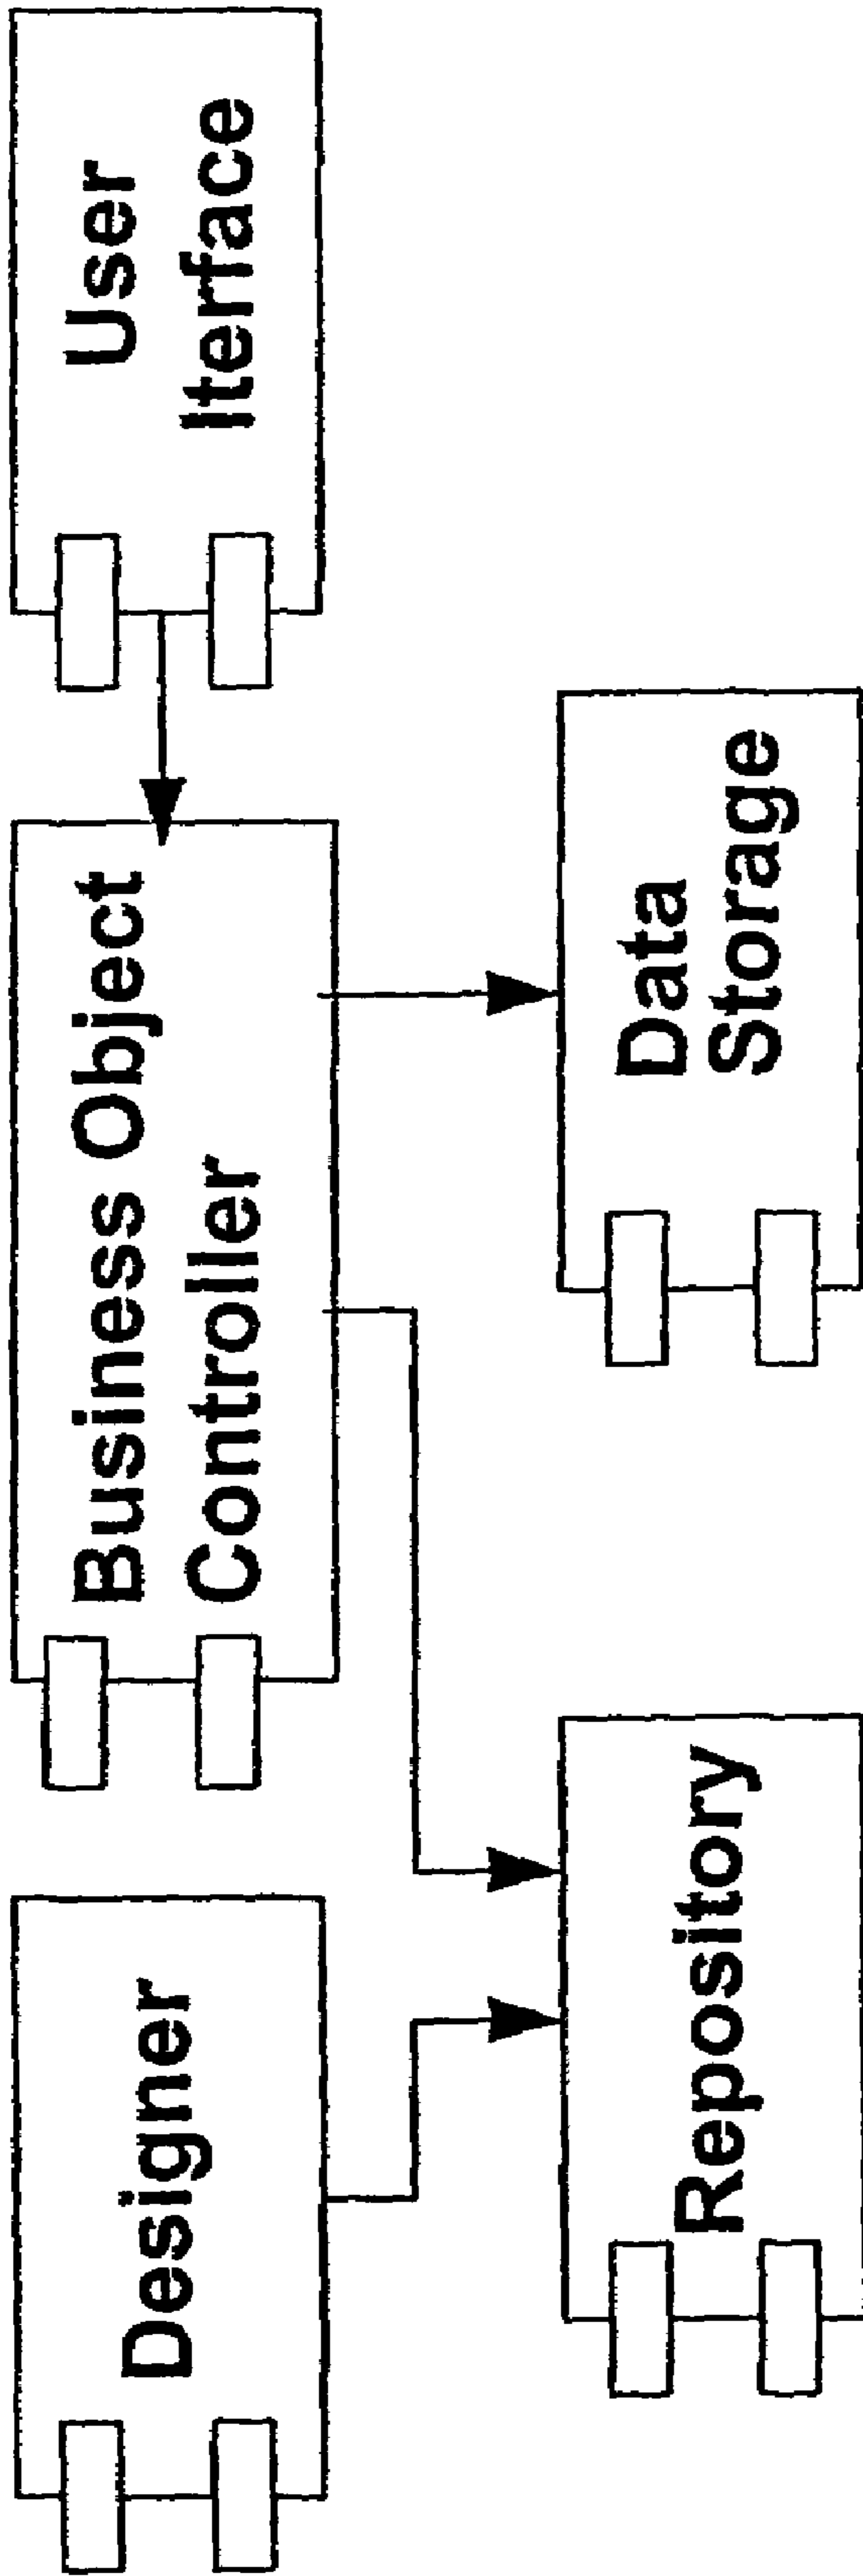 Designer
Business Object
Controller
User
Iterface
Repository
Data
Storage